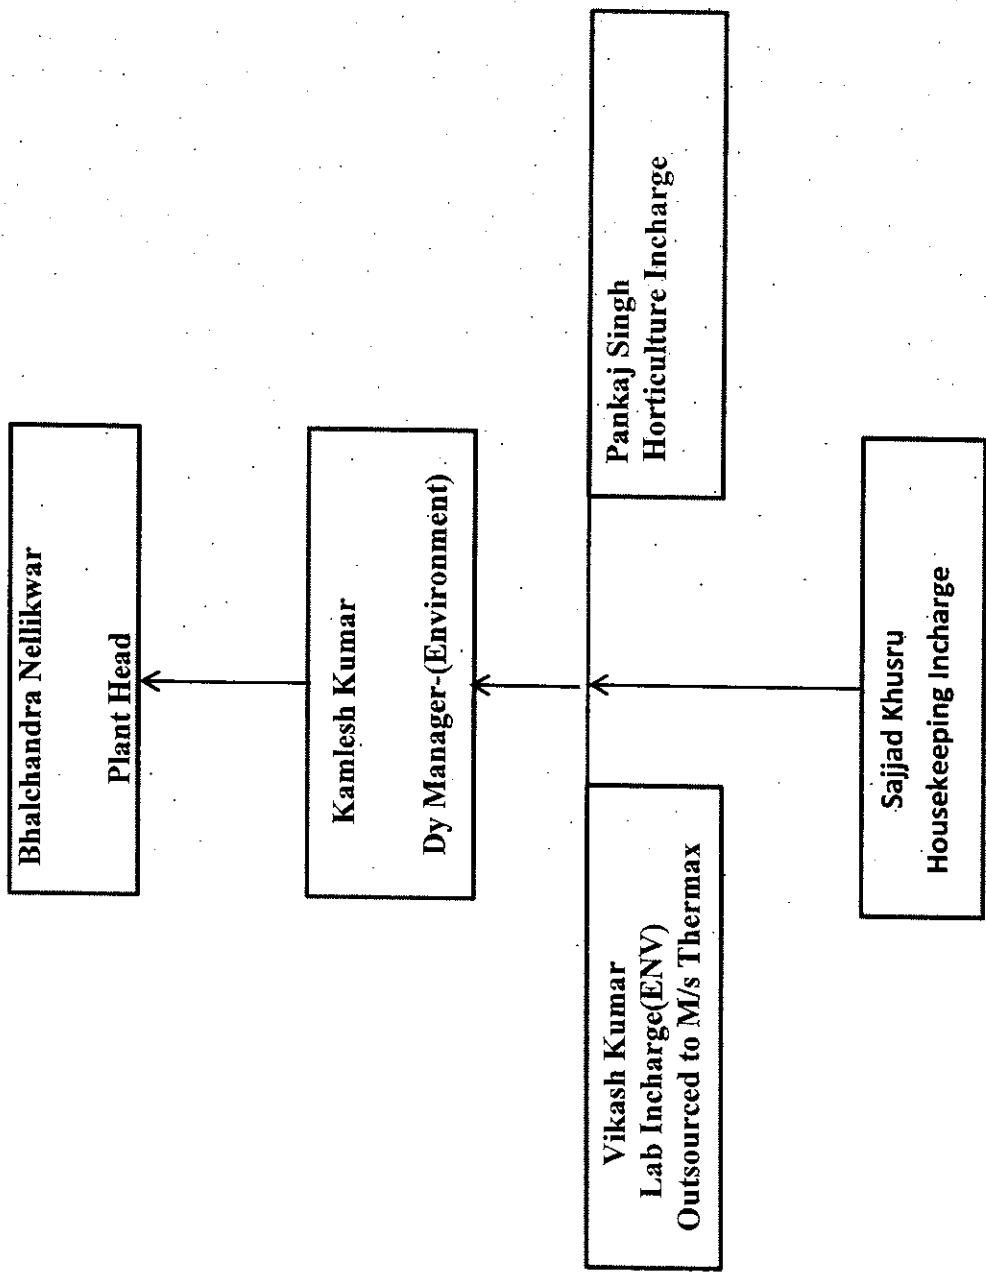 Bhalchandra Nellikwar
Plant Head
Kamlesh Kumar
Dy Manager-(Environment)
Vikash Kumar
Lab Incharge(ENV)
Outsourced to M/s Thermax
Pankaj Singh
Horticulture Incharge
Sajjad Khusru
Housekeeping Incharge